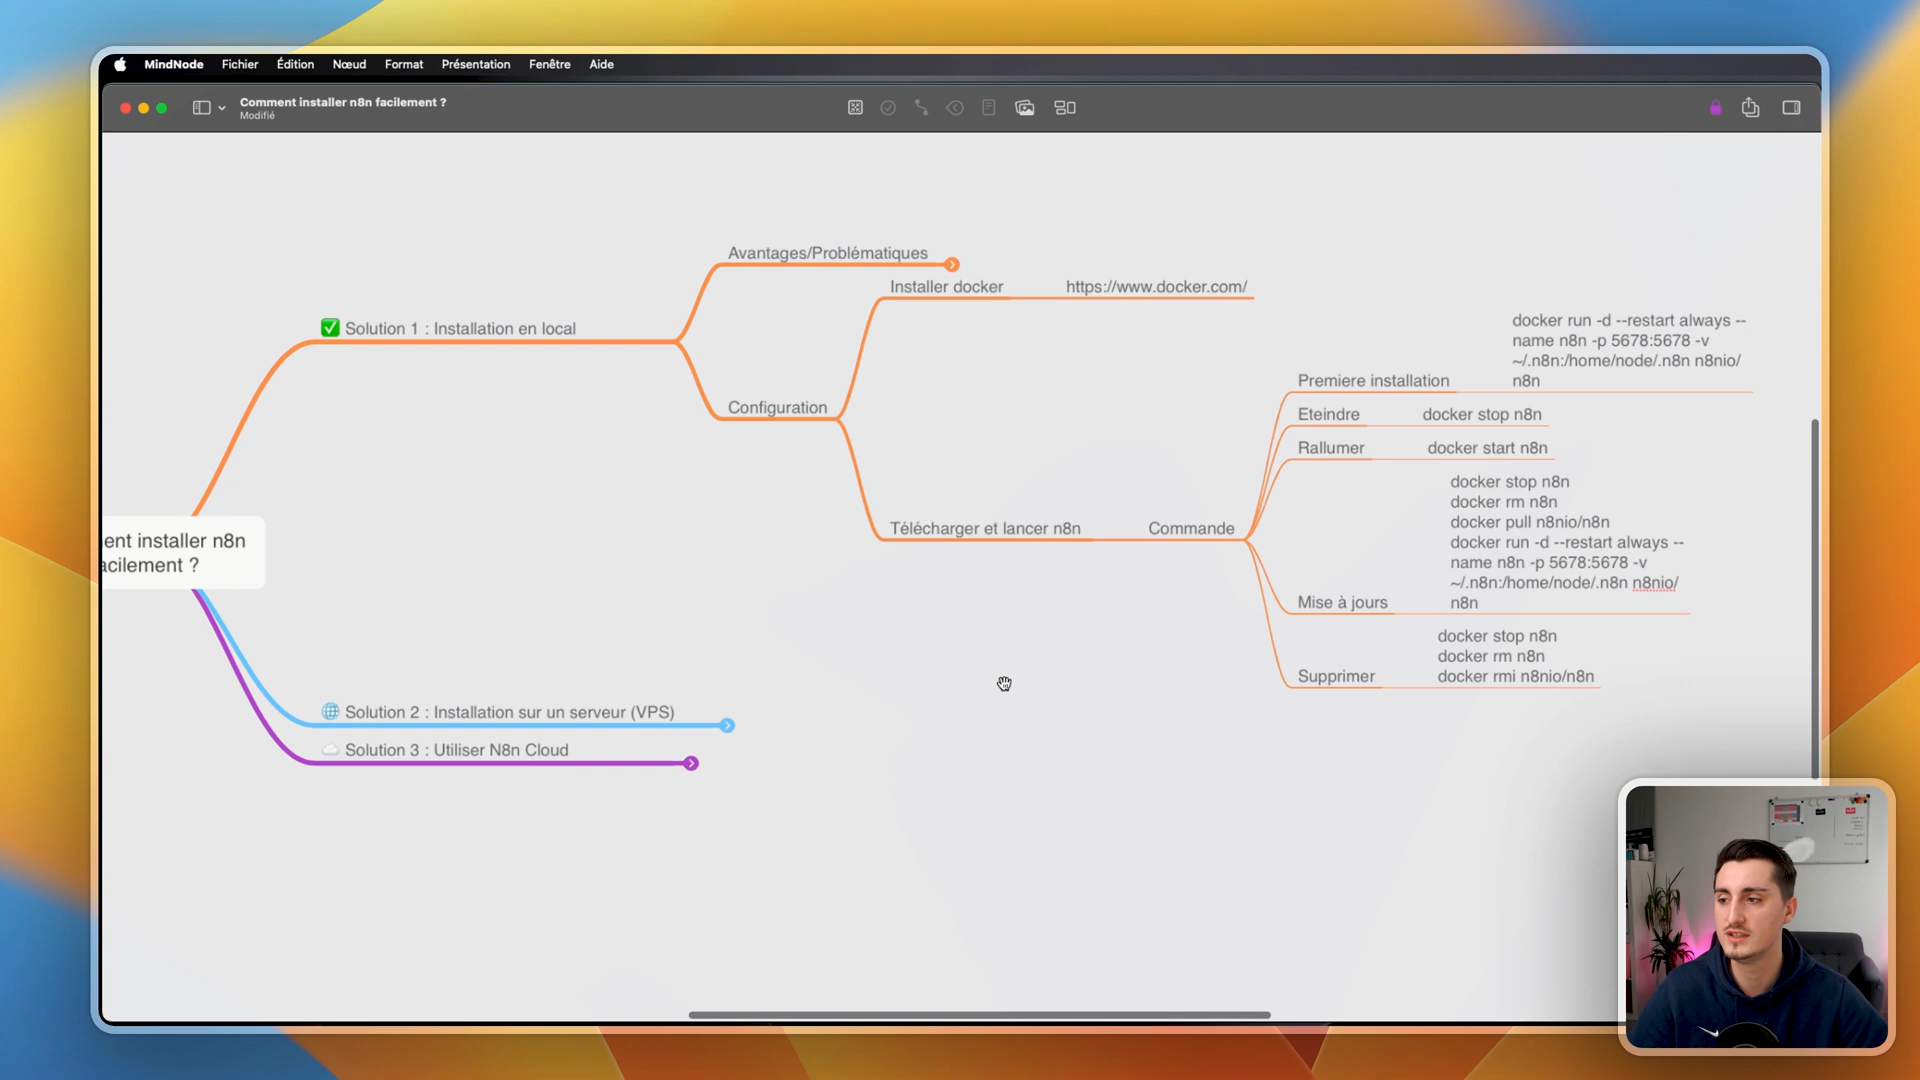 MindNode Fichier Édition Nœud Format Présentation Fenêtre Aide
Comment installer n8n facilement ?
Modifié
Avantages/Problématiques
Installer docker https://www.docker.com/
✅ Solution 1 : Installation en local
docker run -d --restart always --
name n8n -p 5678:5678 -v
~/.n8n:/home/node/.n8n n8nio/
n8n
Premiere installation
Configuration
Eteindre docker stop n8n
Rallumer docker start n8n
docker stop n8n
docker rm n8n
docker pull n8nio/n8n
docker run -d --restart always --
name n8n -p 5678:5678 -v
~/.n8n:/home/node/.n8n n8nio/
n8n
Mise à jours
Télécharger et lancer n8n Commande
ent installer n8n
acilement ?
docker stop n8n
docker rm n8n
docker rmi n8nio/n8n
Supprimer
🌐 Solution 2 : Installation sur un serveur (VPS)
☁️ Solution 3 : Utiliser N8n Cloud